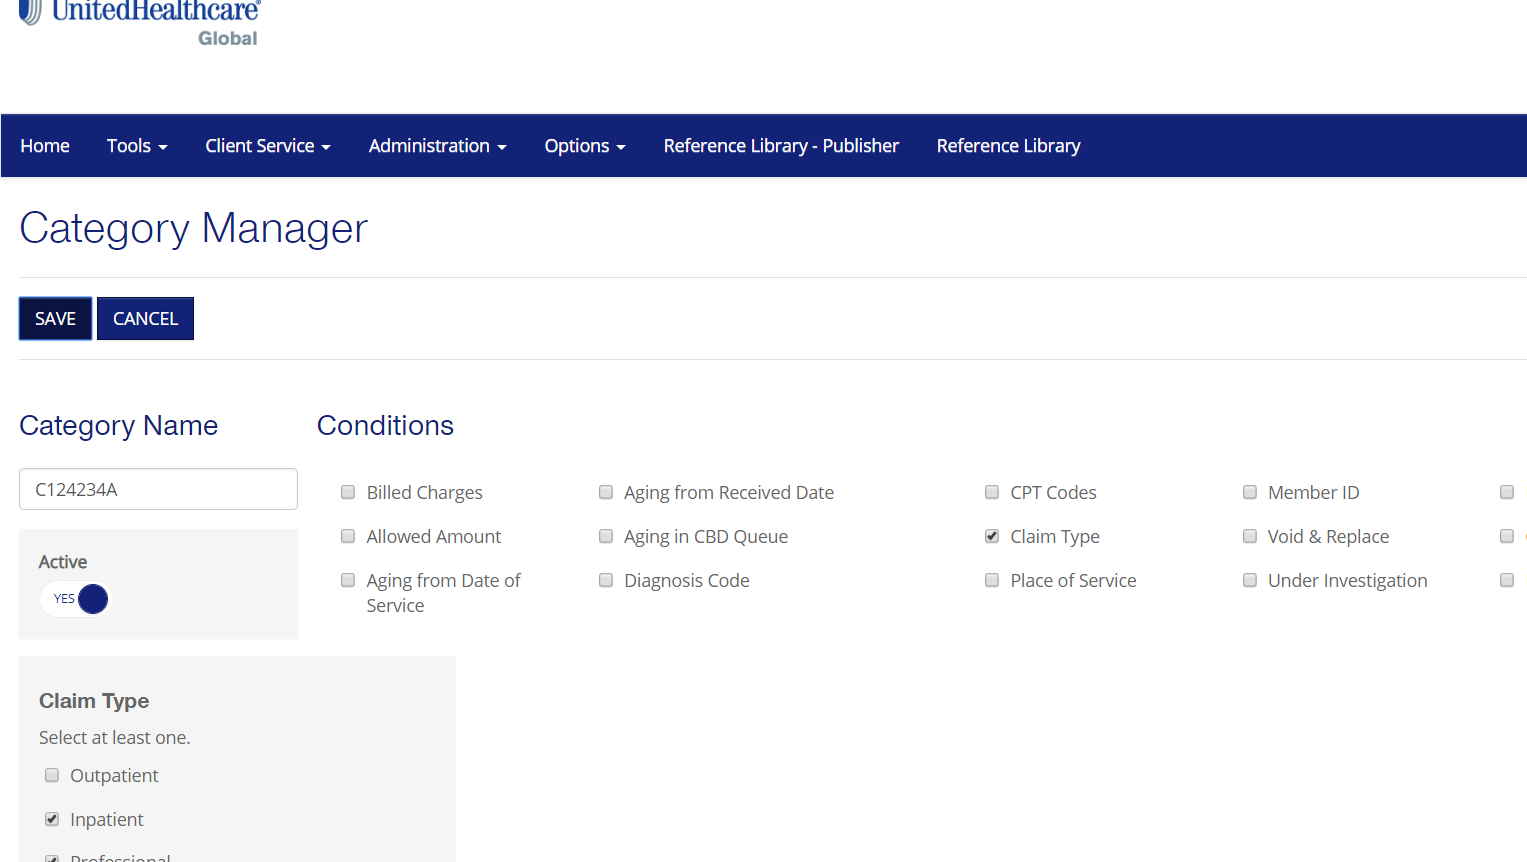 UnitedHealthcare®
Global
Home Tools Client Service Administration Options Reference Library - Publisher Reference Library
Category Manager
SAVE CANCEL
Category Name
C124234A
Active
YES
Conditions
Billed Charges Aging from Received Date CPT Codes Member ID
Allowed Amount Aging in CBD Queue Claim Type Void & Replace
Aging from Date of Diagnosis Code Place of Service Under Investigation
Service
Claim Type
Select at least one.
Outpatient
Inpatient
Professional